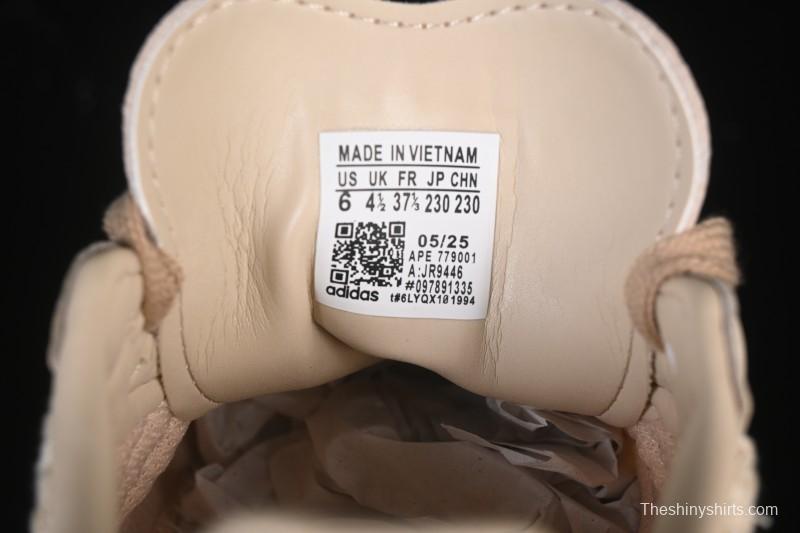 MADE IN VIETNAM
US UK FR JP CHN
6 4½ 37⅓ 230 230
05/25
APE 779001
A:JR9446
#097891335
adidas t#6LYQX101994
Theshinyshirts.com